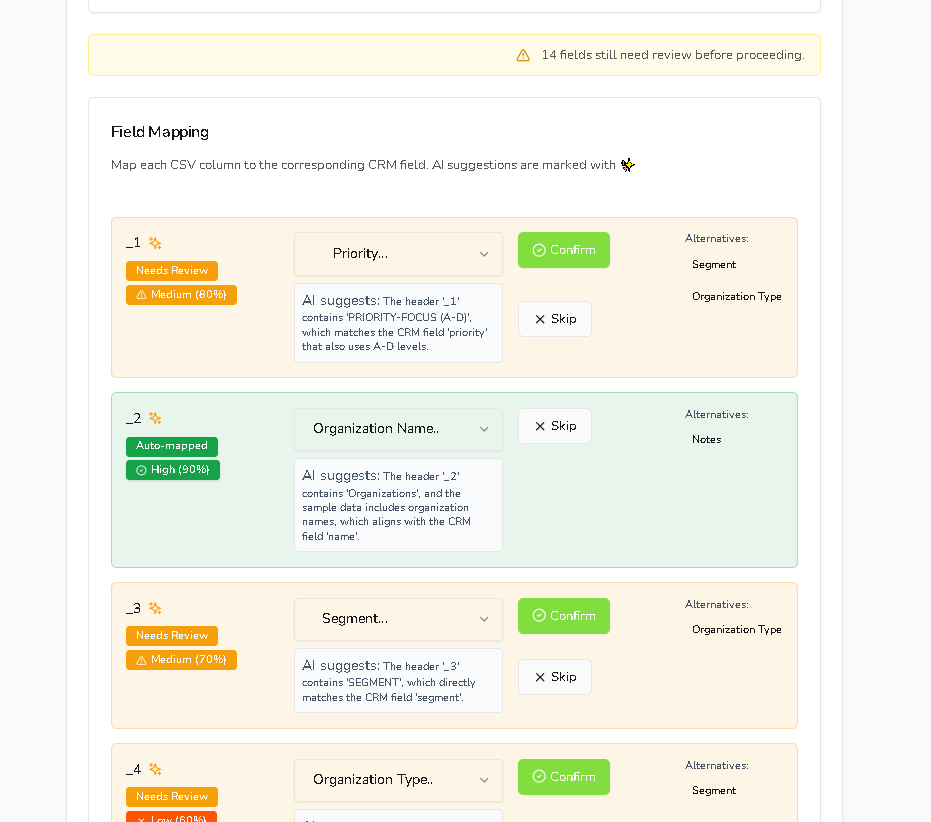 14 fields still need review before proceeding.
Field Mapping
Map each CSV column to the corresponding CRM field. AI suggestions are marked with ✨
_1
Needs Review
Medium (80%)
Priority...
AI suggests: The header '_1'
contains 'PRIORITY-FOCUS (A-D)',
which matches the CRM field 'priority'
that also uses A-D levels.
Confirm
Skip
Alternatives:
Segment
Organization Type
_2
Auto-mapped
High (90%)
Organization Name..
AI suggests: The header '_2'
contains 'Organizations', and the
sample data includes organization
names, which aligns with the CRM
field 'name'.
Skip
Alternatives:
Notes
_3
Needs Review
Medium (70%)
Segment...
AI suggests: The header '_3'
contains 'SEGMENT', which directly
matches the CRM field 'segment'.
Confirm
Skip
Alternatives:
Organization Type
_4
Needs Review
Low (60%)
Organization Type..
Confirm
Alternatives:
Segment